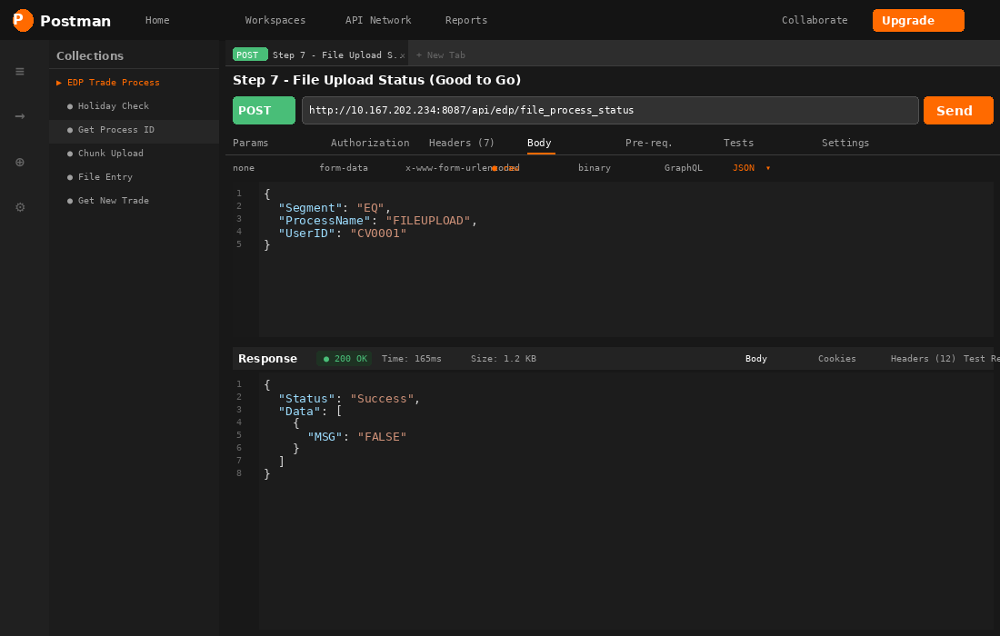 P Postman Home Workspaces API Network Reports Collaborate Upgrade
Collections
▶ EDP Trade Process
● Holiday Check
● Get Process ID
● Chunk Upload
● File Entry
● Get New Trade
POST Step 7 - File Upload S.. × + New Tab
Step 7 - File Upload Status (Good to Go)
POST http://10.167.202.234:8087/api/edp/file_process_status Send
Params Authorization Headers (7) Body Pre-req. Tests Settings
none form-data x-www-form-urlencoded ● raw binary GraphQL JSON ▾
1 {
2 "Segment": "EQ",
3 "ProcessName": "FILEUPLOAD",
4 "UserID": "CV0001"
5 }
Response ● 200 OK Time: 165ms Size: 1.2 KB Body Cookies Headers (12) Test Re
1 {
2 "Status": "Success",
3 "Data": [
4 {
5 "MSG": "FALSE"
6 }
7 ]
8 }